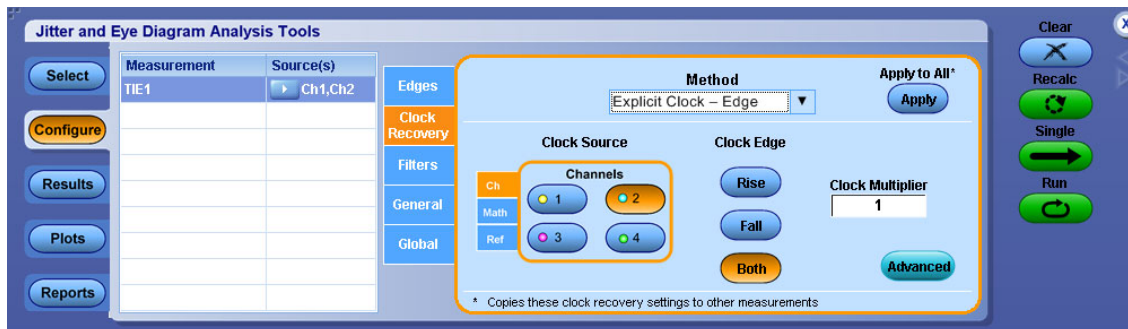 Jitter and Eye Diagram Analysis Tools
Select
Configure
Results
Plots
Reports
Measurement Source(s)
TIE1 Ch1,Ch2
Edges
Clock
Recovery
Filters
General
Global
Method
Explicit Clock – Edge
Apply to All*
Apply
Clock Source
Ch
Math
Ref
Channels
1 2
3 4
Clock Edge
Rise
Fall
Both
Clock Multiplier
1
Advanced
* Copies these clock recovery settings to other measurements
Clear
X
Recalc
Single
Run